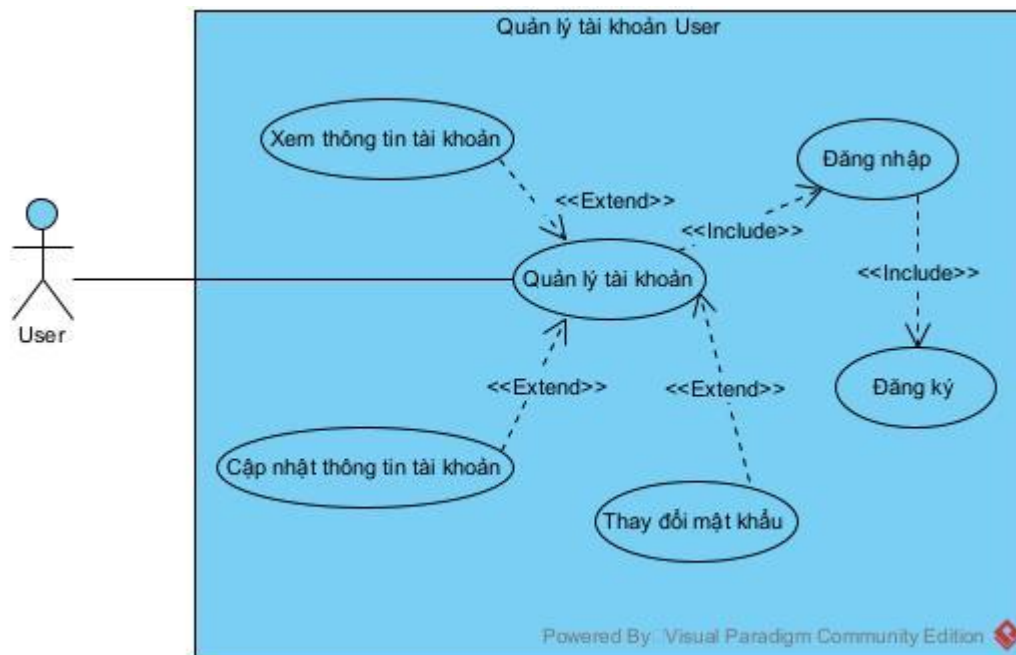 Quản lý tài khoản User
Xem thông tin tài khoản
Đăng nhập
<<Extend>>
<<Include>>
Quản lý tài khoản
<<Include>>
User
<<Extend>>
<<Extend>>
Đăng ký
Cập nhật thông tin tài khoản
Thay đổi mật khẩu
Powered By Visual Paradigm Community Edition